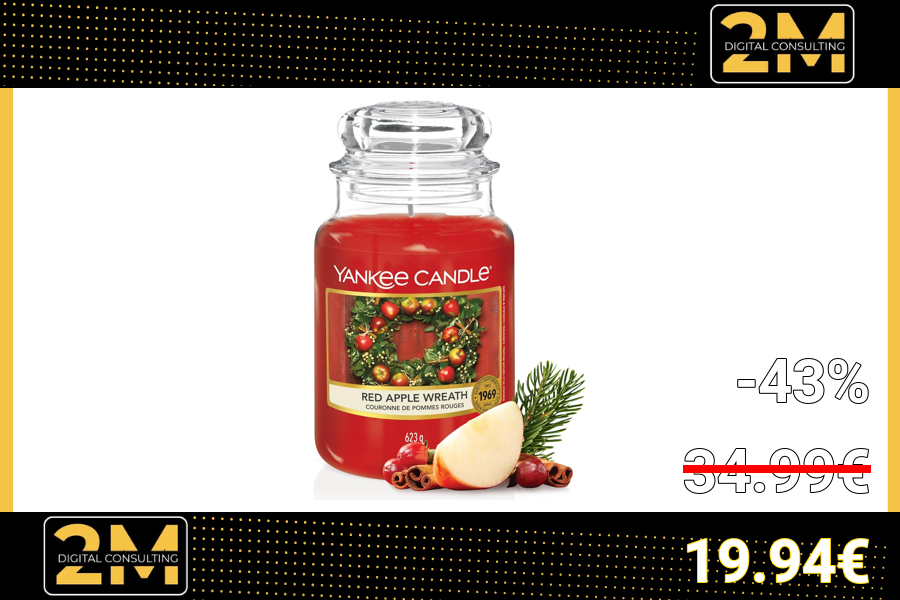 2M
DIGITAL CONSULTING
YANKEE CANDLE®
RED APPLE WREATH
COURONNE DE POMMES ROUGES
1969
623 g
-43%
34.99€
2M
DIGITAL CONSULTING
19.94€